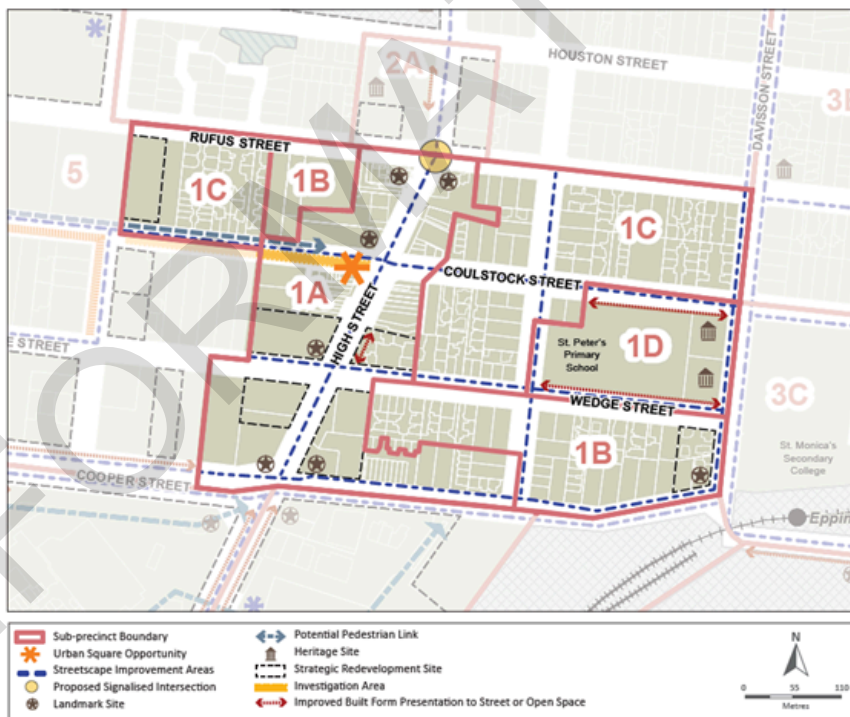 HOUSTON STREET
DAVISSON STREET
2A
3
RUFUS STREET
5
1C
1B
1C
COULSTOCK STREET
1A
HIGH STREET
St. Peter's
Primary
School
1D
E STREET
WEDGE STREET
3C
1B
St. Monica's
Secondary
College
COOPER STREET
Eppin
FORMAT
Sub-precinct Boundary
Urban Square Opportunity
Streetscape Improvement Areas
Proposed Signalised Intersection
Landmark Site
Potential Pedestrian Link
Heritage Site
Strategic Redevelopment Site
Investigation Area
Improved Built Form Presentation to Street or Open Space
N
0 55 110
Metres